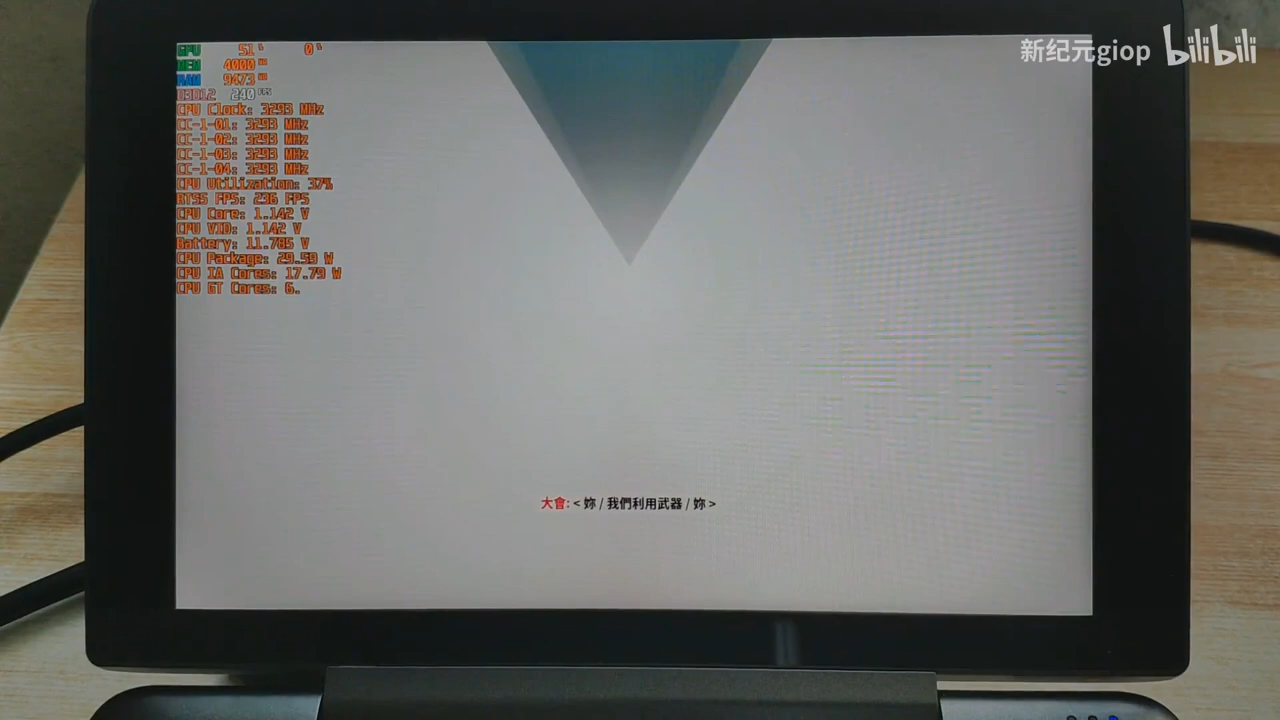 新纪元giop bilibili
GPU 51 % 0 %
MEM 4000 MB
RAM 9473 MB
D3D12 240 FPS
CPU Clock: 3293 MHz
CC-1-01: 3293 MHz
CC-1-02: 3293 MHz
CC-1-03: 3293 MHz
CC-1-04: 3293 MHz
CPU Utilization: 37%
RTSS FPS: 236 FPS
CPU Core: 1.142 V
CPU VID: 1.142 V
Battery: 11.785 V
CPU Package: 29.59 W
CPU IA Cores: 17.79 W
CPU GT Cores: 6.
大會: < 妳 / 我們利用武器 / 妳 >